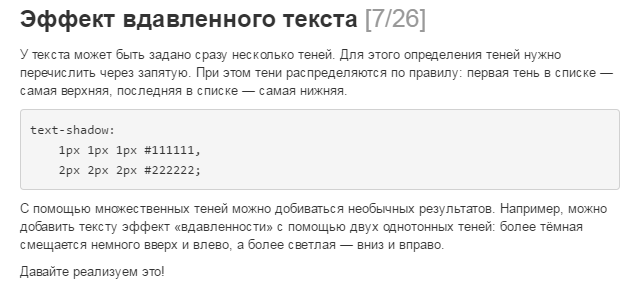 Эффект вдавленного текста [7/26]
У текста может быть задано сразу несколько теней. Для этого определения теней нужно
перечислить через запятую. При этом тени распределяются по правилу: первая тень в списке —
самая верхняя, последняя в списке — самая нижняя.
text-shadow:
    1px 1px 1px #111111,
    2px 2px 2px #222222;
С помощью множественных теней можно добиваться необычных результатов. Например, можно
добавить тексту эффект «вдавленности» с помощью двух однотонных теней: более тёмная
смещается немного вверх и влево, а более светлая — вниз и вправо.
Давайте реализуем это!